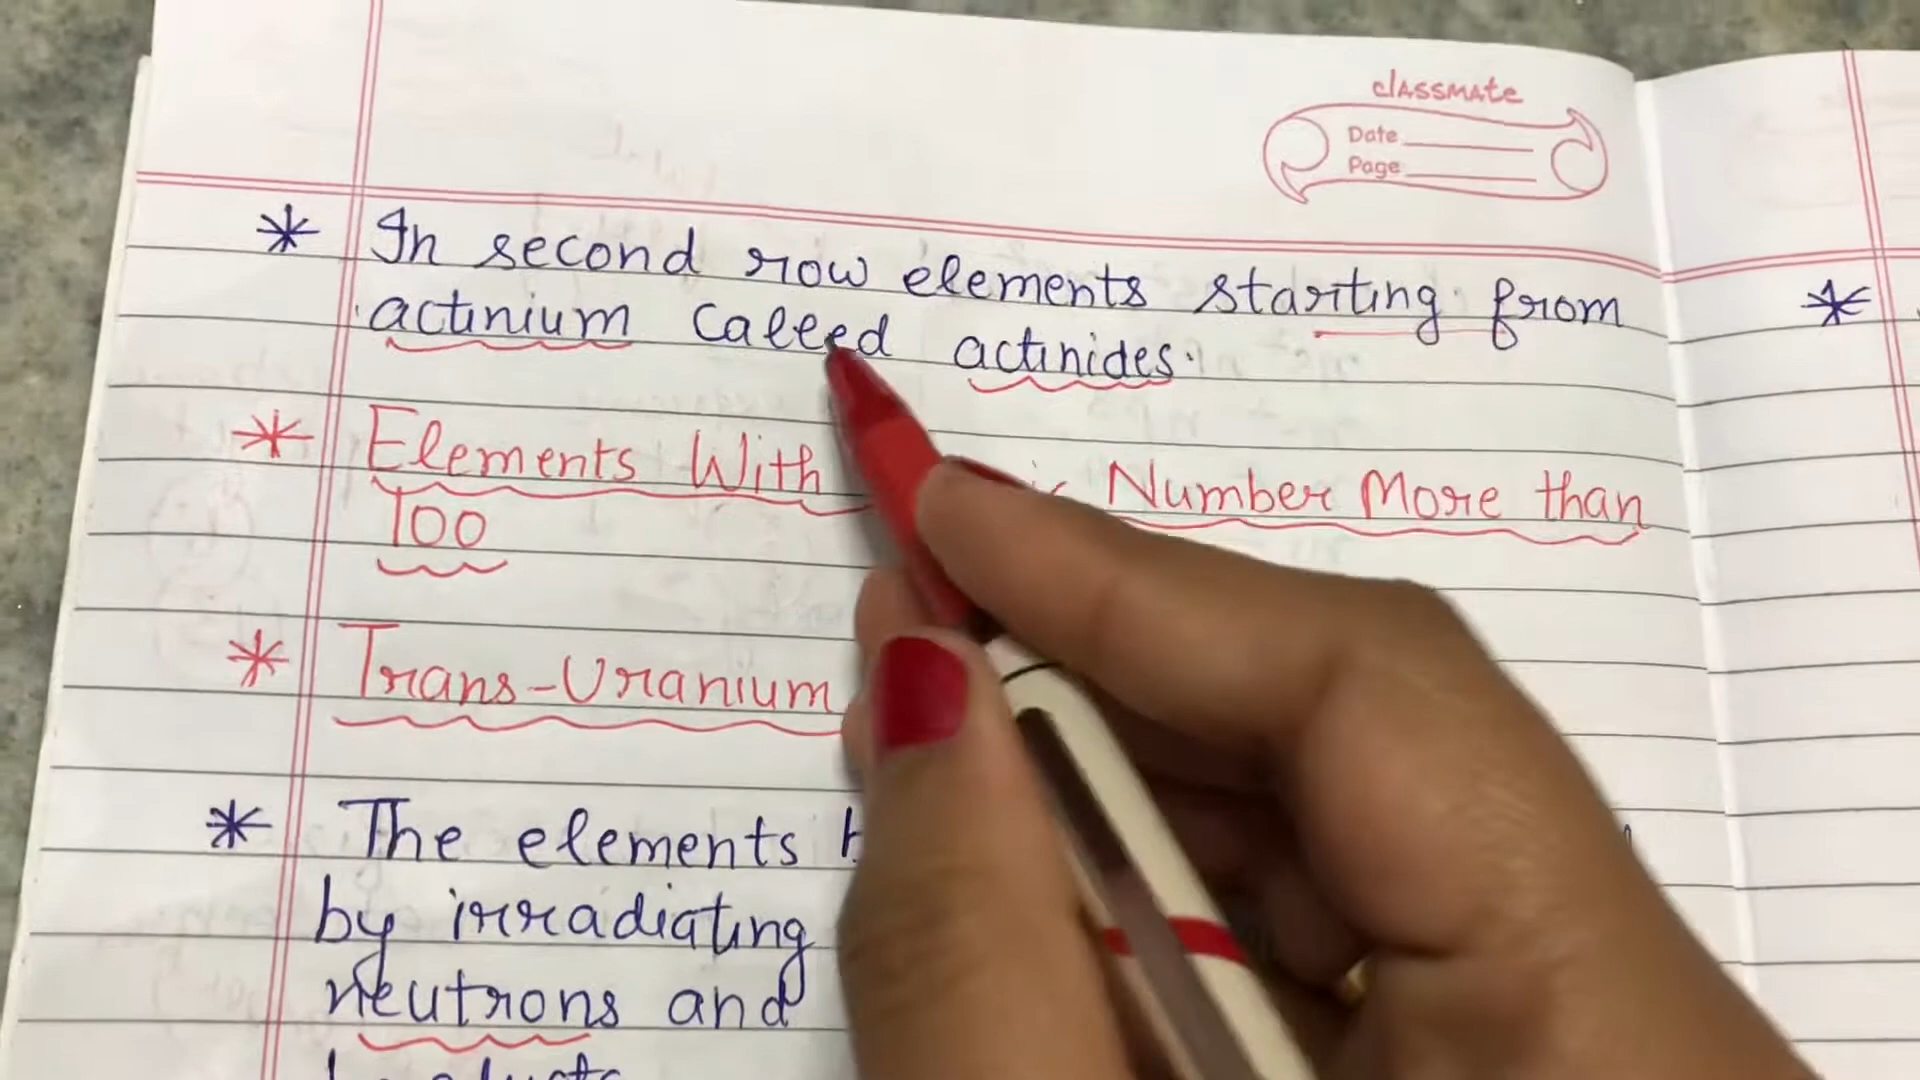 classmate
Date
Page
* In second row elements starting from
actinium called actinides.
* Elements With Number More than
100
* Trans-Uranium
* The elements
by irradiating
neutrons and
*